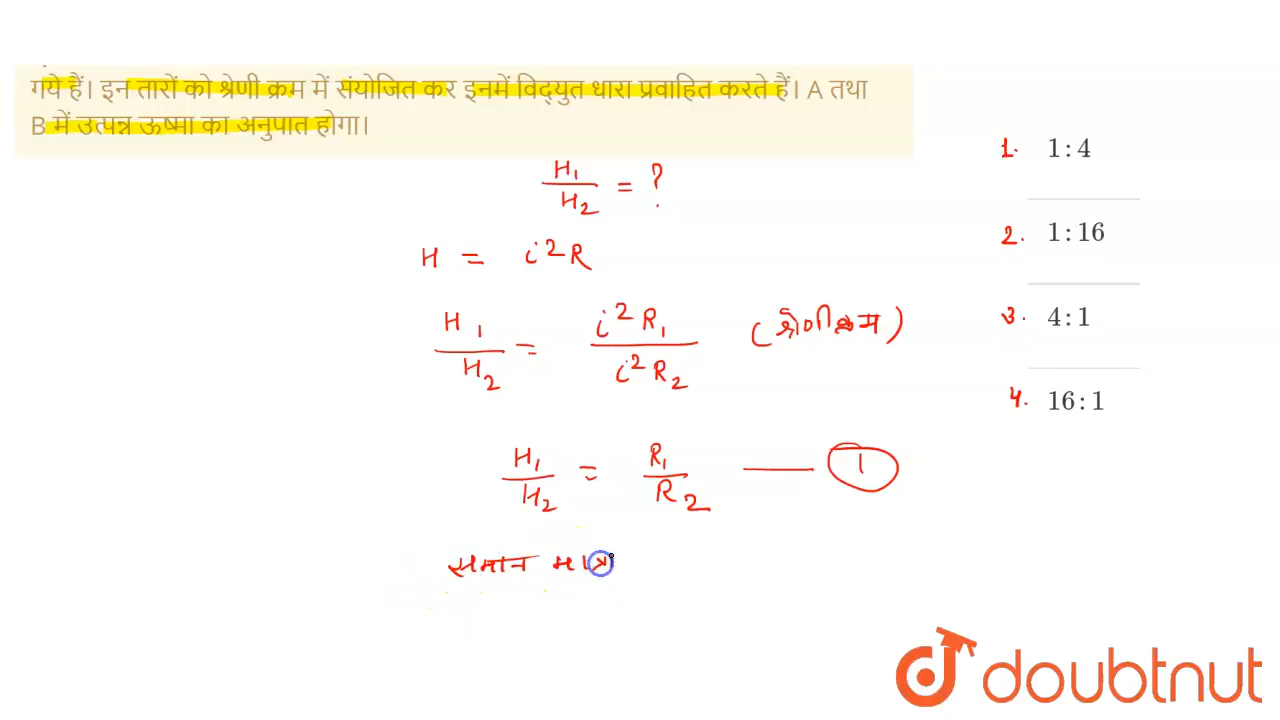 गये हैं। इन तारों को श्रेणी क्रम में संयोजित कर इनमें विद्युत धारा प्रवाहित करते हैं। A तथा
B में उत्पन्न ऊष्मा का अनुपात होगा।
H₁/H₂ = ?
H = i²R
H₁/H₂ = i²R₁/i²R₂ (श्रेणीक्रम)
H₁/H₂ = R₁/R₂ — 1
समान
1. 1:4
2. 1:16
3. 4:1
4. 16:1
doubtnut